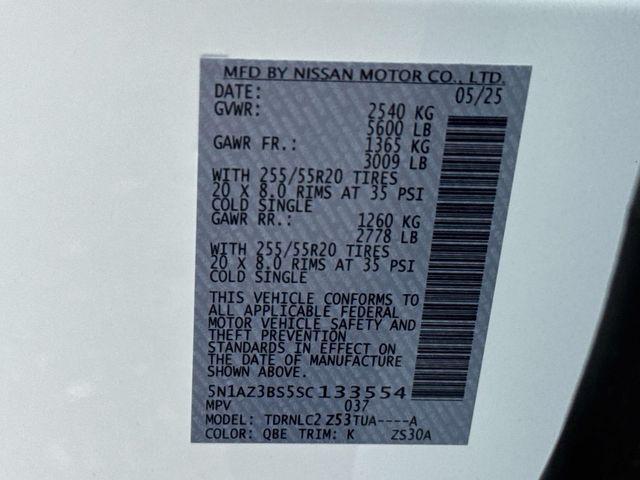 MFD BY NISSAN MOTOR CO., LTD.
DATE: 05/25
GVWR: 2540 KG
5600 LB
GAWR FR.: 1365 KG
3009 LB
WITH 255/55R20 TIRES
20 X 8.0 RIMS AT 35 PSI
COLD SINGLE
GAWR RR.: 1260 KG
2778 LB
WITH 255/55R20 TIRES
20 X 8.0 RIMS AT 35 PSI
COLD SINGLE
THIS VEHICLE CONFORMS TO
ALL APPLICABLE FEDERAL
MOTOR VEHICLE SAFETY AND
THEFT PREVENTION
STANDARDS IN EFFECT ON
THE DATE OF MANUFACTURE
SHOWN ABOVE.
5N1AZ3BS5SC133554
MPV 037
MODEL: TDRNLC2 Z53TUA----A
COLOR: QBE TRIM: K ZS30A